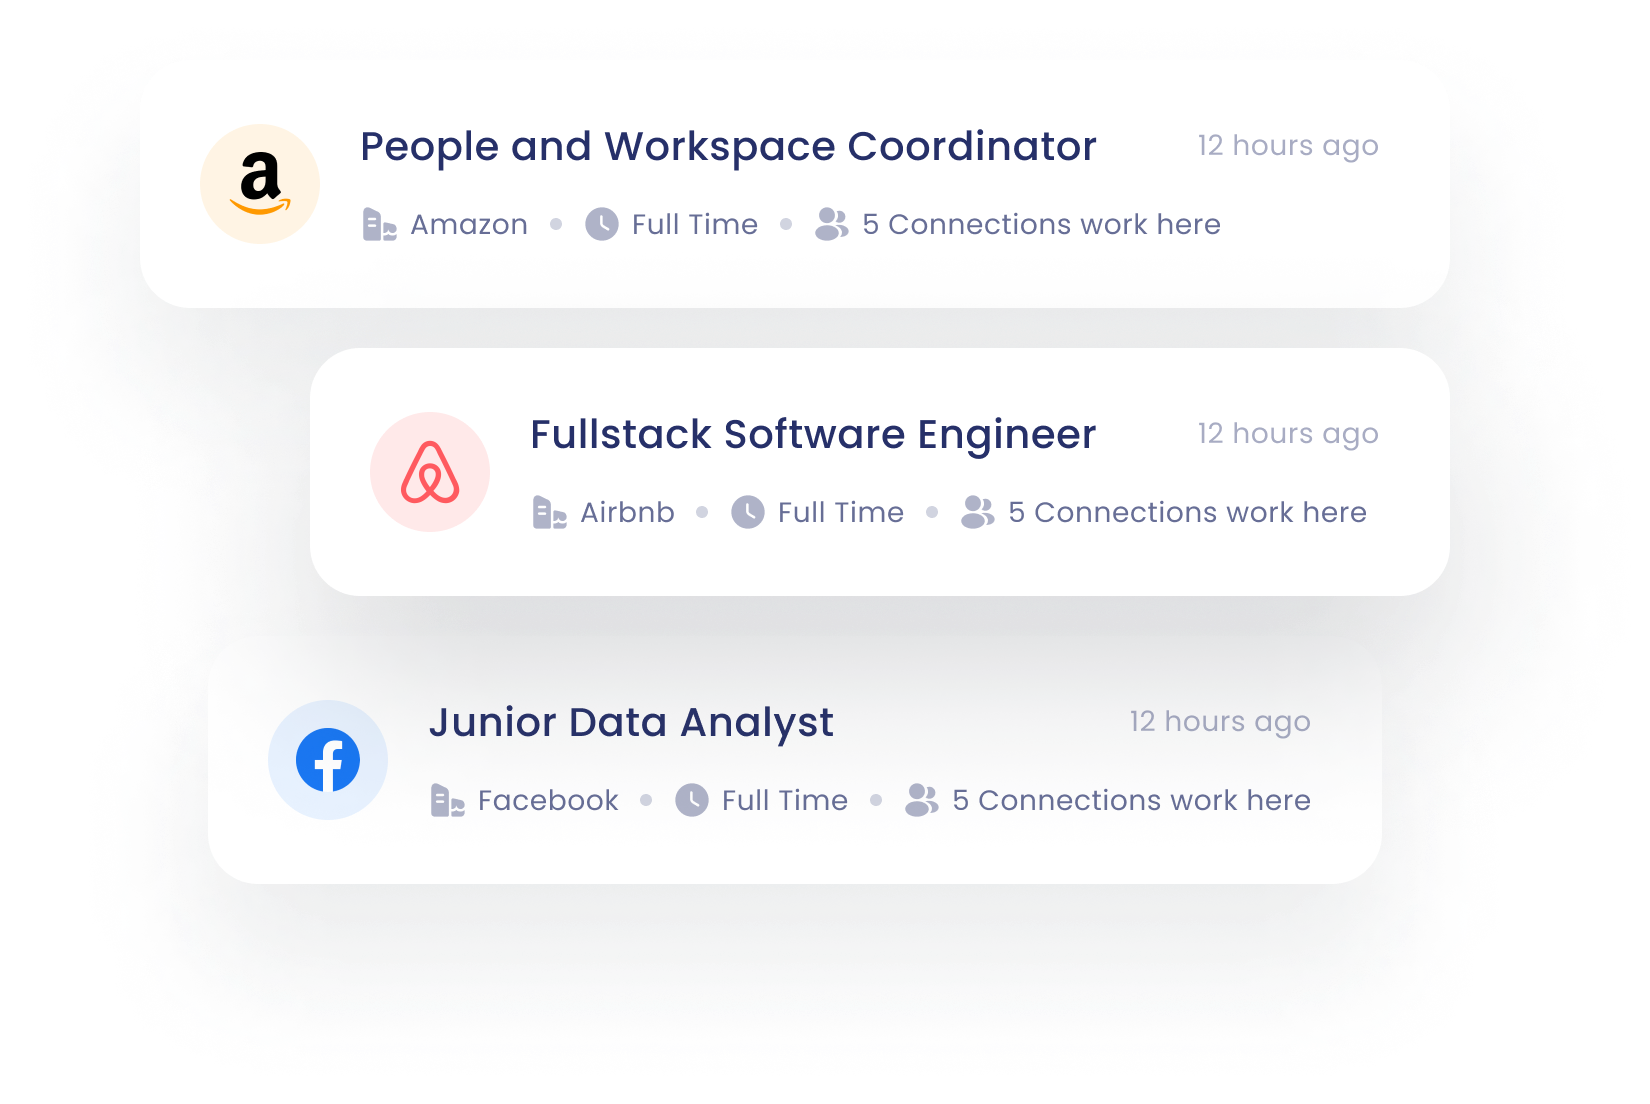 People and Workspace Coordinator 12 hours ago
Amazon • Full Time • 5 Connections work here
Fullstack Software Engineer 12 hours ago
Airbnb • Full Time • 5 Connections work here
Junior Data Analyst 12 hours ago
Facebook • Full Time • 5 Connections work here